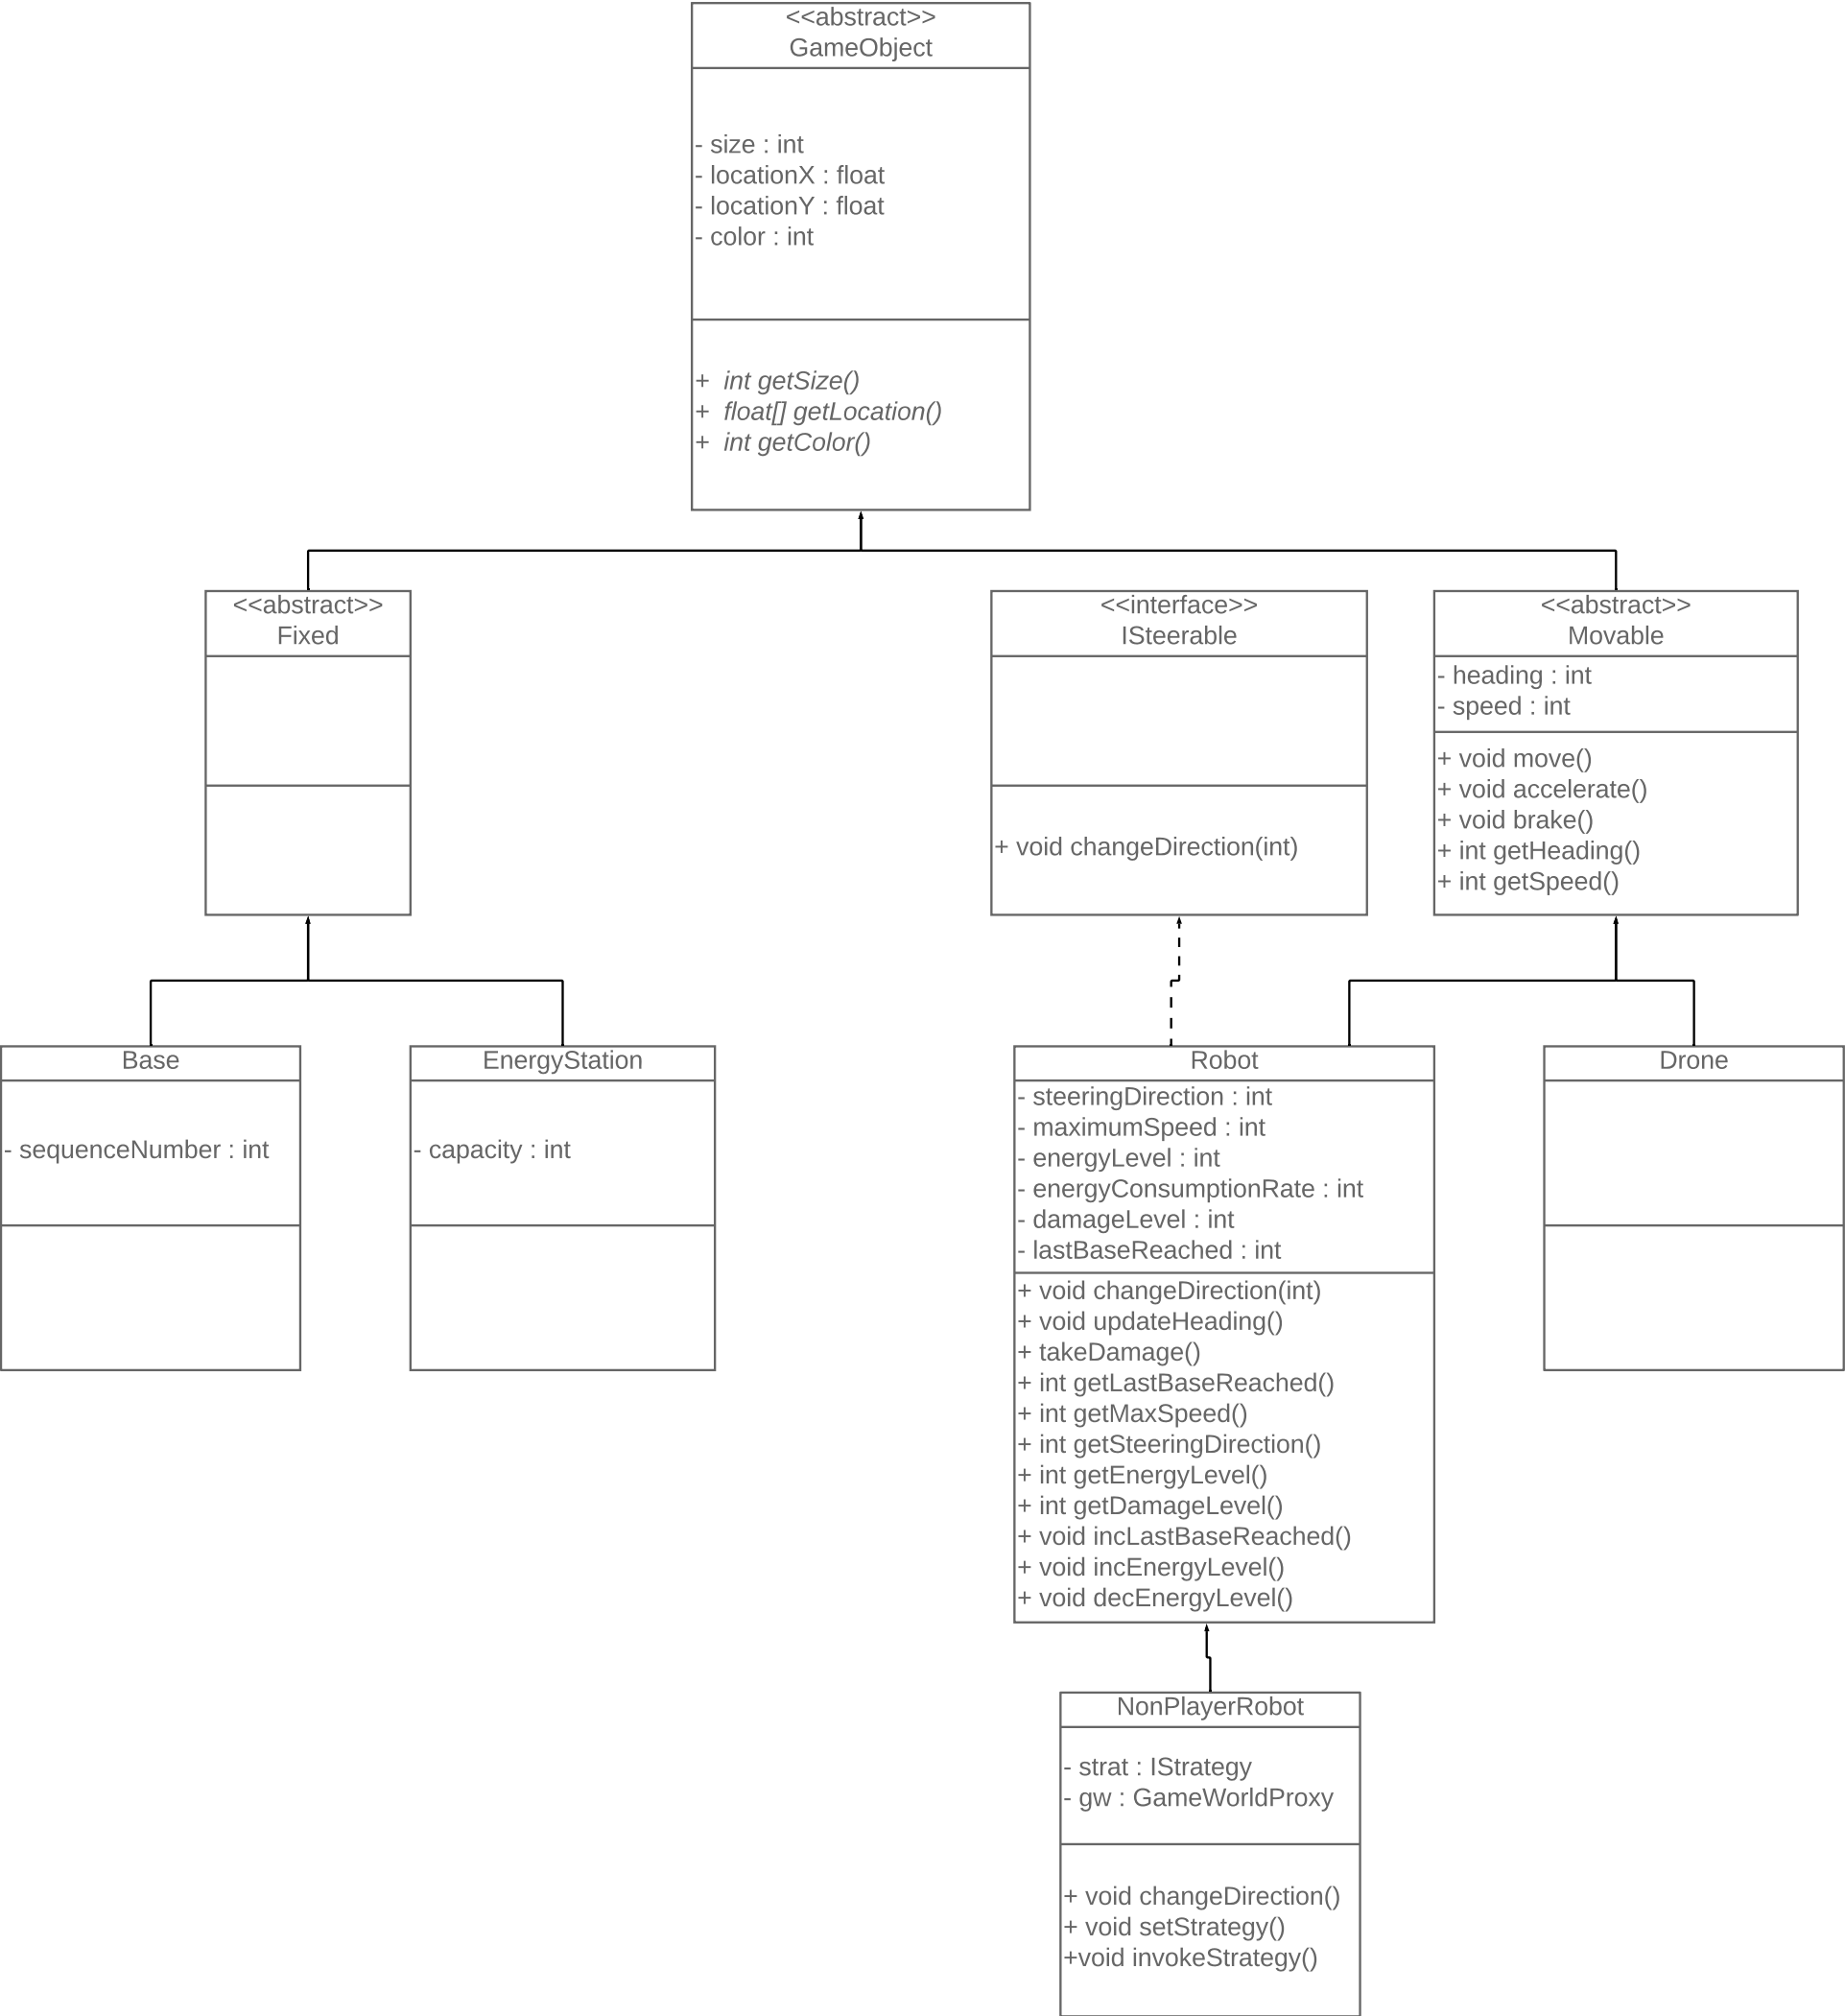 <<abstract>>
GameObject
- size : int
- locationX : float
- locationY : float
- color : int
+  int getSize()
+  float[] getLocation()
+  int getColor()
<<abstract>>
Fixed
<<interface>>
ISteerable
+ void changeDirection(int)
<<abstract>>
Movable
- heading : int
- speed : int
+ void move()
+ void accelerate()
+ void brake()
+ int getHeading()
+ int getSpeed()
Base
- sequenceNumber : int
EnergyStation
- capacity : int
Robot
- steeringDirection : int
- maximumSpeed : int
- energyLevel : int
- energyConsumptionRate : int
- damageLevel : int
- lastBaseReached : int
+ void changeDirection(int)
+ void updateHeading()
+ takeDamage()
+ int getLastBaseReached()
+ int getMaxSpeed()
+ int getSteeringDirection()
+ int getEnergyLevel()
+ int getDamageLevel()
+ void incLastBaseReached()
+ void incEnergyLevel()
+ void decEnergyLevel()
Drone
NonPlayerRobot
- strat : IStrategy
- gw : GameWorldProxy
+ void changeDirection()
+ void setStrategy()
+void invokeStrategy()